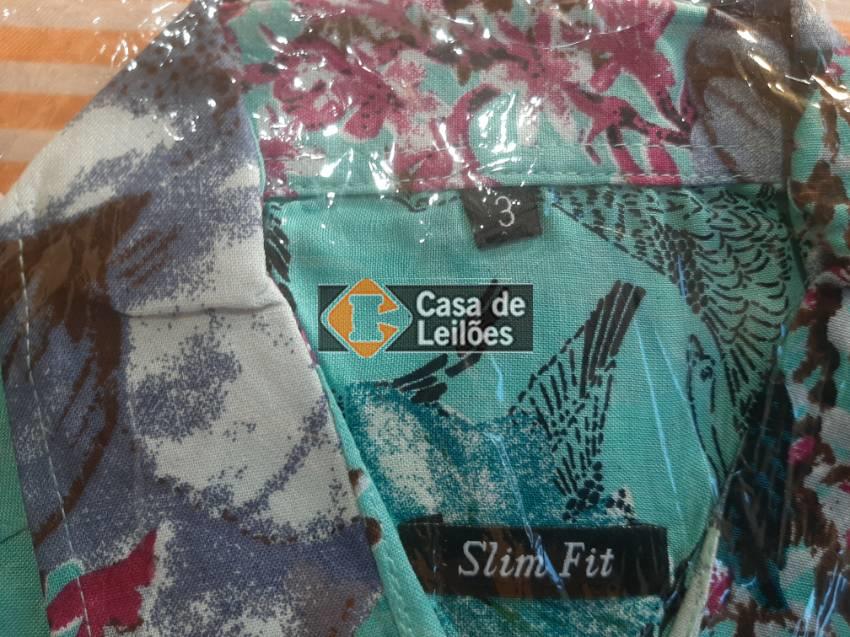 3
Casa de
Leilões
Slim Fit